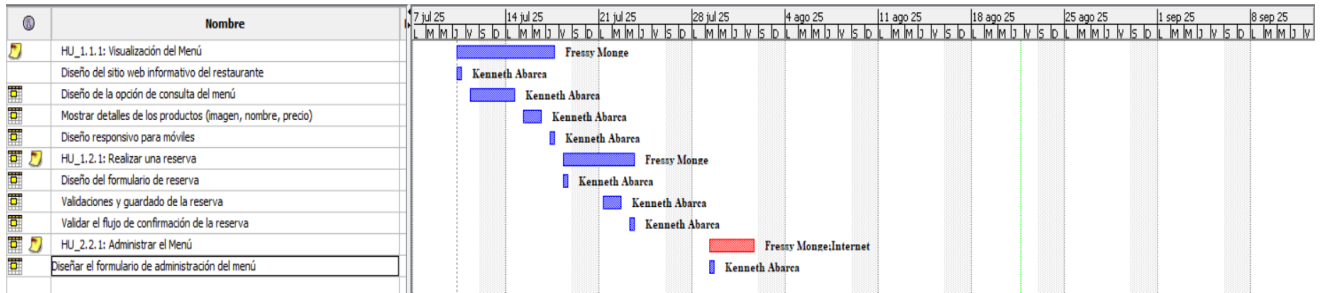 Nombre
7 jul 25 14 jul 25 21 jul 25 28 jul 25 4 ago 25 11 ago 25 18 ago 25 25 ago 25 1 sep 25 8 sep 25
L M M J V S D L M M J V S D L M M J V S D L M M J V S D L M M J V S D L M M J V S D L M M J V S D L M M J V S D L M M J V S D L M M J V
HU_1.1.1: Visualización del Menú Fressy Monge
Diseño del sitio web informativo del restaurante Kenneth Abarca
Diseño de la opción de consulta del menú Kenneth Abarca
Mostrar detalles de los productos (imagen, nombre, precio) Kenneth Abarca
Diseño responsivo para móviles Kenneth Abarca
HU_1.2.1: Realizar una reserva Fressy Monge
Diseño del formulario de reserva Kenneth Abarca
Validaciones y guardado de la reserva Kenneth Abarca
Validar el flujo de confirmación de la reserva Kenneth Abarca
HU_2.2.1: Administrar el Menú Fressy Monge;Internet
Diseñar el formulario de administración del menú Kenneth Abarca